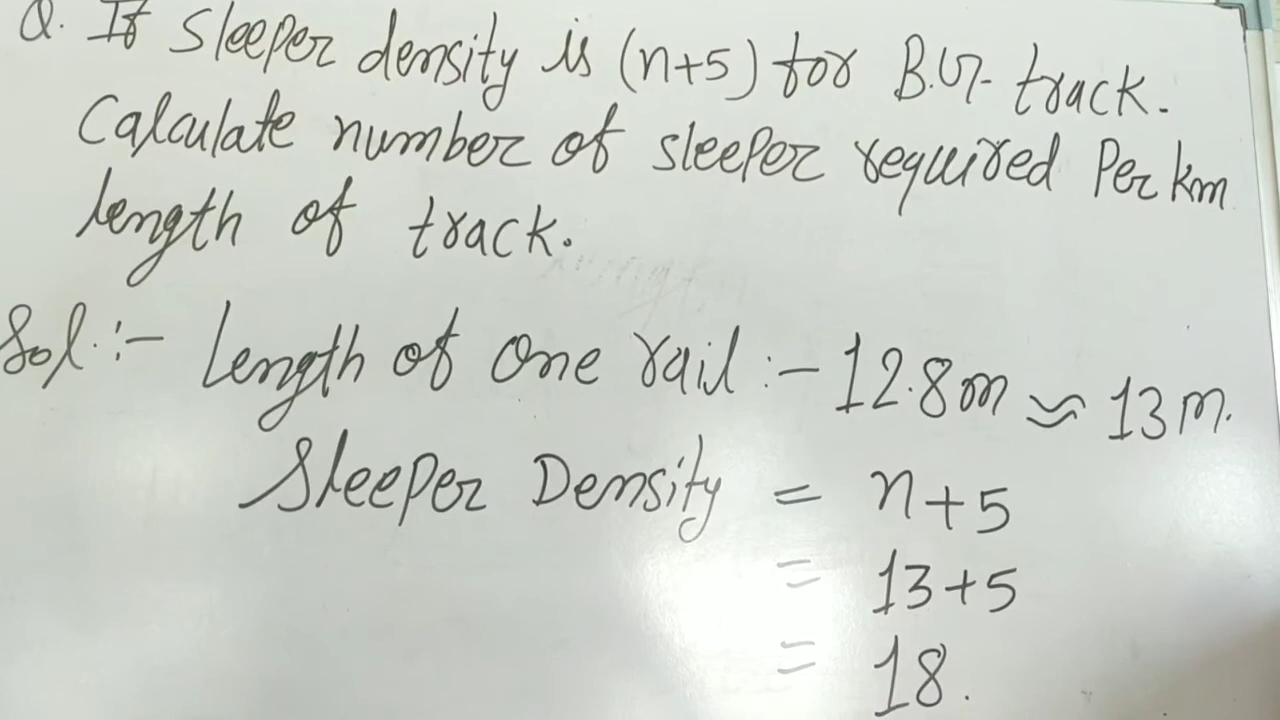 Q. If Sleeper density is (n+5) for B.G. track.
Calculate number of sleeper required Per km
length of track.
Sol.:- Length of One rail :- 12.8m ≈ 13m.
Sleeper Density = n+5
= 13+5
= 18.